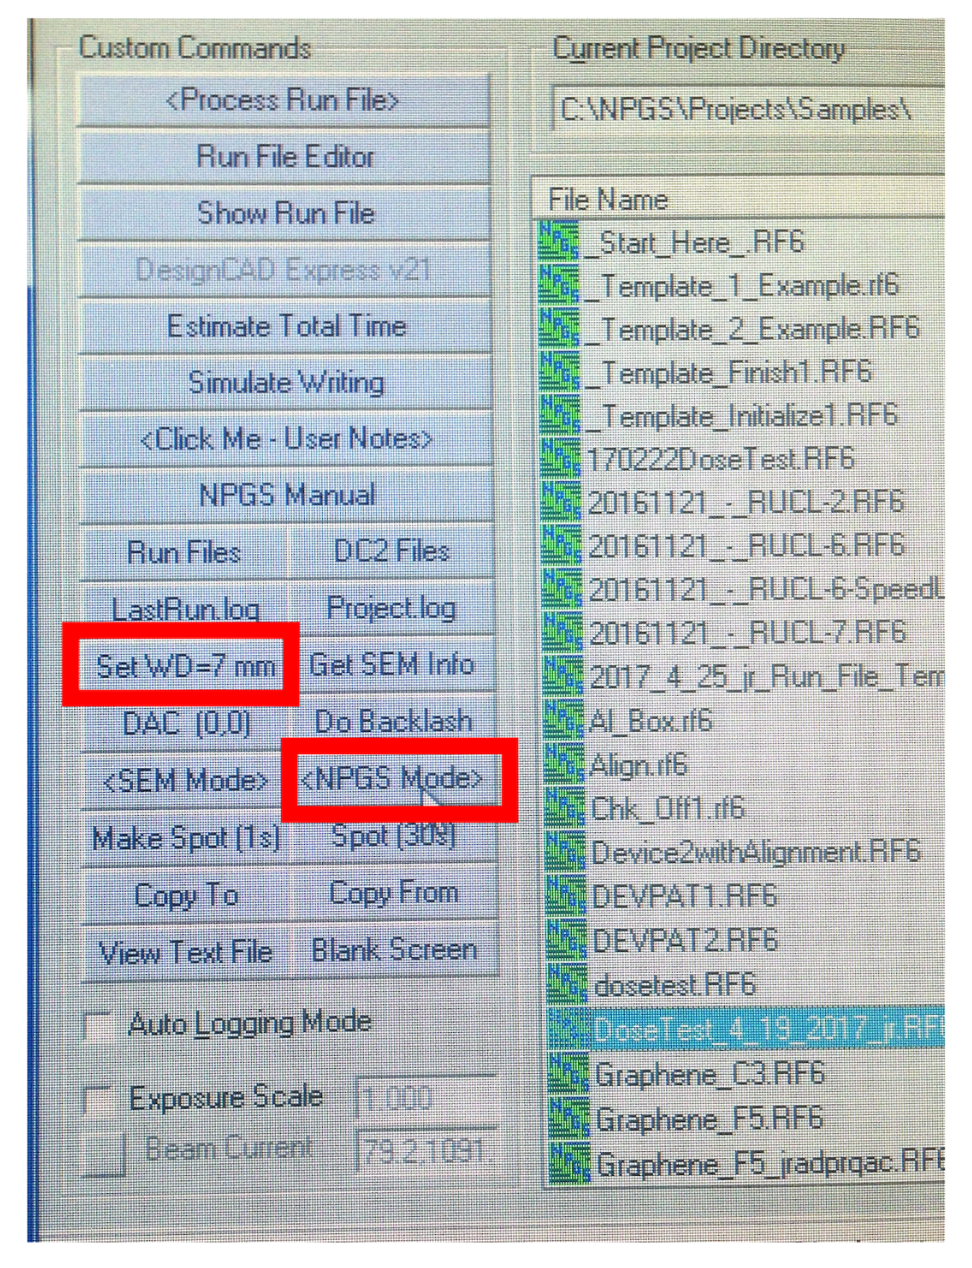 Custom Commands
<Process Run File>
Run File Editor
Show Run File
DesignCAD Express v21
Estimate Total Time
Simulate Writing
<Click Me - User Notes>
NPGS Manual
Run Files DC2 Files
LastRun.log Project.log
Set WD=7 mm Get SEM Info
DAC (0,0) Do Backlash
<SEM Mode> <NPGS Mode>
Make Spot (1s) Spot (30s)
Copy To Copy From
View Text File Blank Screen
Auto Logging Mode
Exposure Scale 1.000
Beam Current 79.2,1091.
Current Project Directory
C:\NPGS\Projects\Samples\
File Name
_Start_Here_.RF6
_Template_1_Example.rf6
_Template_2_Example.RF6
_Template_Finish1.RF6
_Template_Initialize1.RF6
170222DoseTest.RF6
20161121_-_RUCL-2.RF6
20161121_-_RUCL-6.RF6
20161121_-_RUCL-6-SpeedL
20161121_-_RUCL-7.RF6
2017_4_25_jr_Run_File_Tem
Al_Box.rf6
Align.rf6
Chk_Off1.rf6
Device2withAlignment.RF6
DEVPAT1.RF6
DEVPAT2.RF6
dosetest.RF6
DoseTest_4_19_2017_jr.RF6
Graphene_C3.RF6
Graphene_F5.RF6
Graphene_F5_jradprqac.RF6